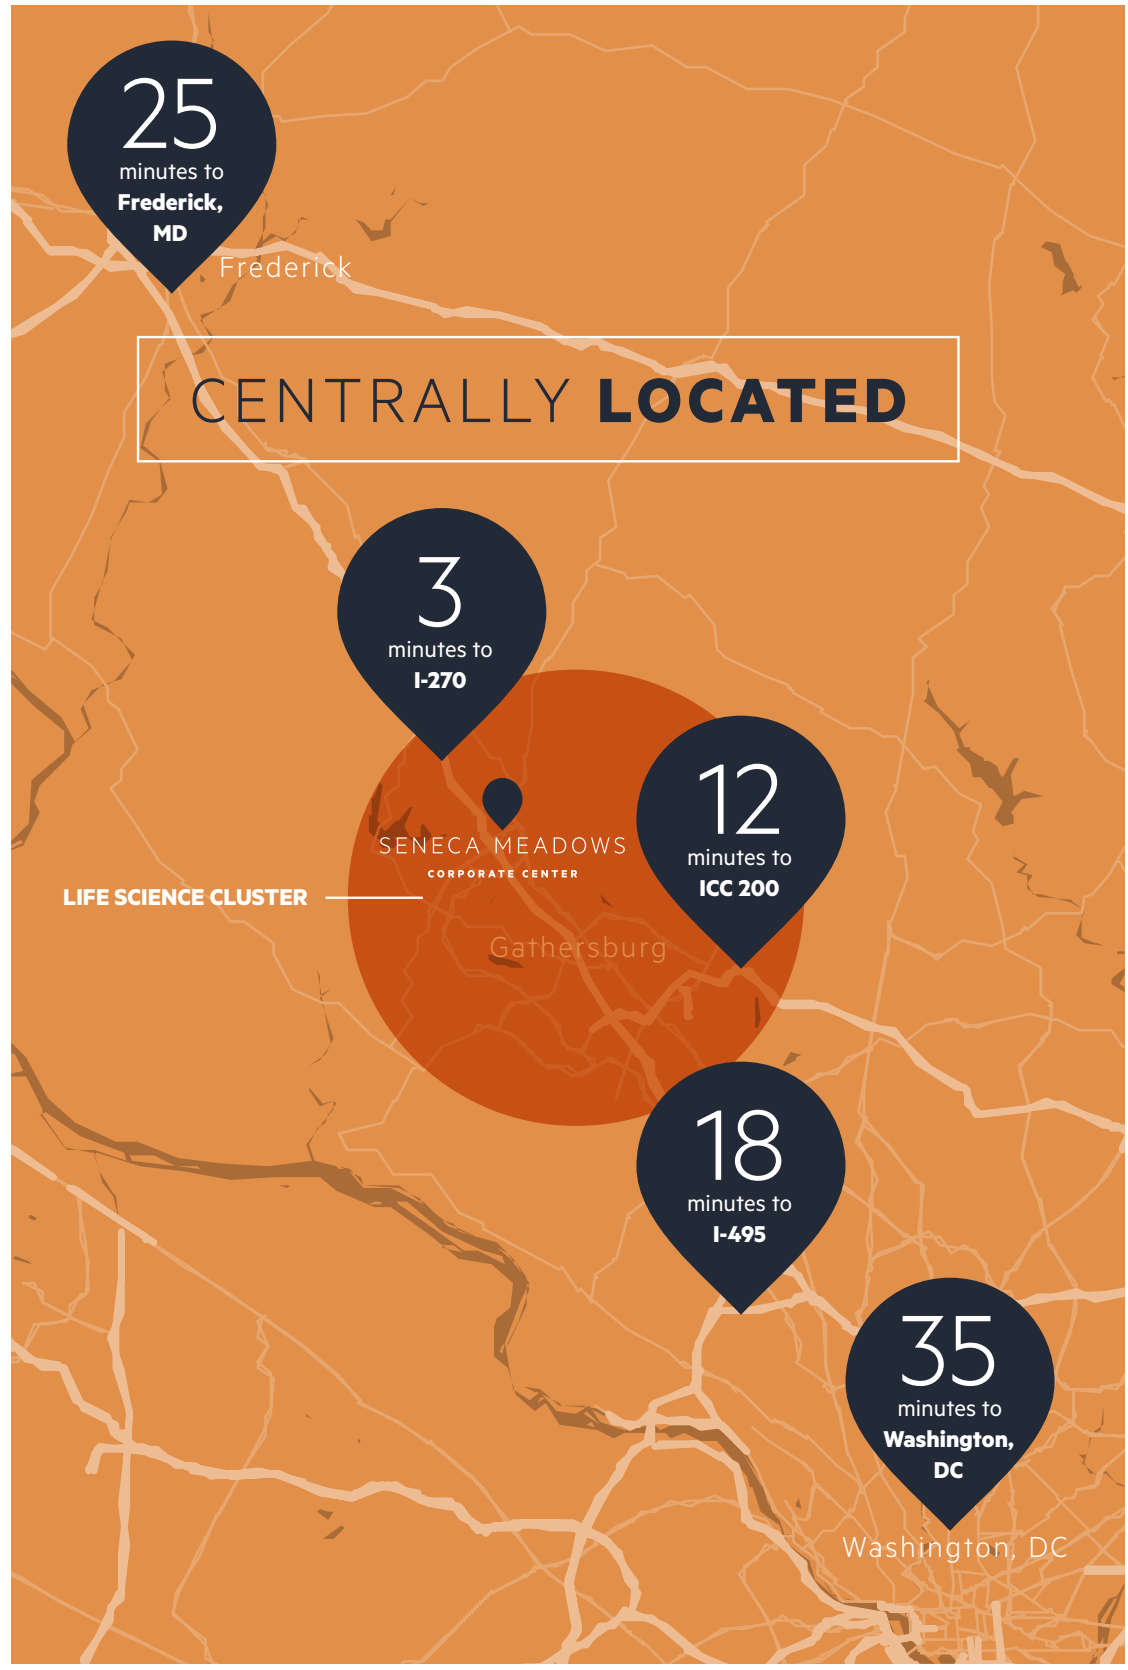 25
minutes to
Frederick,
MD
Frederick
CENTRALLY LOCATED
3
minutes to
I-270
12
minutes to
ICC 200
SENECA MEADOWS
CORPORATE CENTER
LIFE SCIENCE CLUSTER
Gathersburg
18
minutes to
I-495
35
minutes to
Washington,
DC
Washington, DC